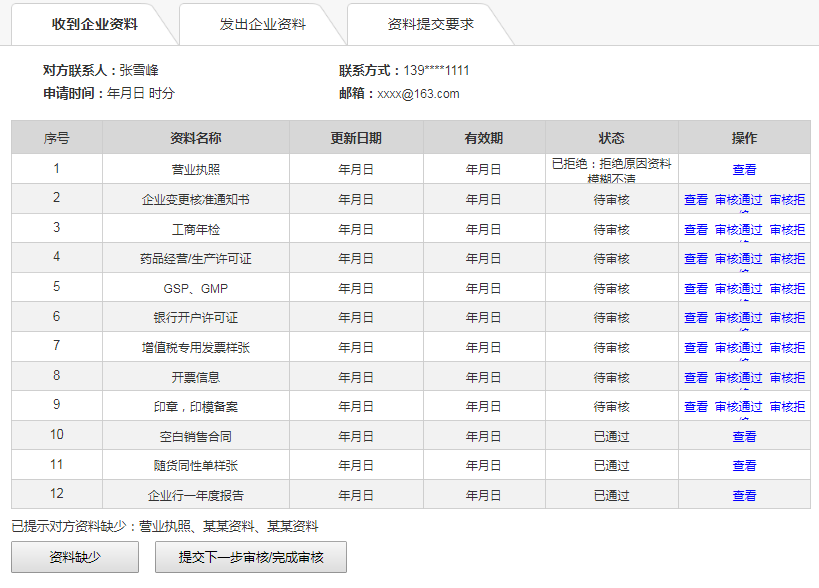 收到企业资料 发出企业资料 资料提交要求
对方联系人：张雪峰 联系方式：139****1111
申请时间：年月日 时分 邮箱：xxxx@163.com
序号 资料名称 更新日期 有效期 状态 操作
1 营业执照 年月日 年月日 已拒绝：拒绝原因资料模糊不清 查看
2 企业变更核准通知书 年月日 年月日 待审核 查看 审核通过 审核拒绝
3 工商年检 年月日 年月日 待审核 查看 审核通过 审核拒绝
4 药品经营/生产许可证 年月日 年月日 待审核 查看 审核通过 审核拒绝
5 GSP、GMP 年月日 年月日 待审核 查看 审核通过 审核拒绝
6 银行开户许可证 年月日 年月日 待审核 查看 审核通过 审核拒绝
7 增值税专用发票样张 年月日 年月日 待审核 查看 审核通过 审核拒绝
8 开票信息 年月日 年月日 待审核 查看 审核通过 审核拒绝
9 印章，印模备案 年月日 年月日 待审核 查看 审核通过 审核拒绝
10 空白销售合同 年月日 年月日 已通过 查看
11 随货同性单样张 年月日 年月日 已通过 查看
12 企业行一年度报告 年月日 年月日 已通过 查看
已提示对方资料缺少：营业执照、某某资料、某某资料
资料缺少 提交下一步审核/完成审核